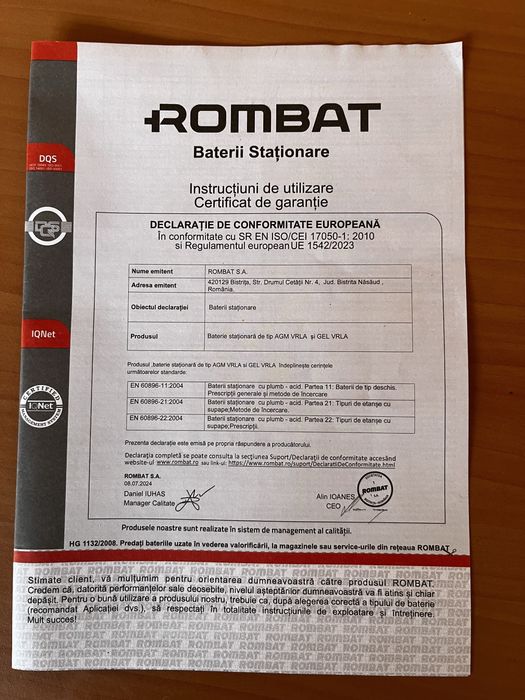 ROMBAT
Baterii Staționare
Instrucțiuni de utilizare
Certificat de garanție
DQS
IQNet
DQS
CERTIFIED
IQNet
MANAGEMENT SYSTEM
DECLARAȚIE DE CONFORMITATE EUROPEANĂ
În conformitate cu SR EN ISO/CEI 17050-1: 2010
si Regulamentul european UE 1542/2023
Nume emitent ROMBAT S.A.
Adresa emitent 420129 Bistrița, Str. Drumul Cetății Nr. 4, Jud. Bistrita Năsăud ,
România.
Obiectul declarației Baterii staționare
Produsul Baterie staționară de tip AGM VRLA și GEL VRLA
Produsul ,baterie staționară de tip AGM VRLA si GEL VRLA îndeplinește cerințele
următoarelor standarde:
EN 60896-11:2004 Baterii staționare cu plumb - acid. Partea 11: Baterii de tip deschis.
Prescripții generale și metode de încercare
EN 60896-21:2004 Baterii staționare cu plumb - acid. Partea 21: Tipuri de etanșe cu
supape;Metode de încercare.
EN 60896-22:2004 Baterii staționare cu plumb - acid. Partea 22: Tipuri de etanșe cu
supape;Prescripții.
Prezenta declarație este emisă pe propria răspundere a producătorului.
Declarația completă se poate consulta la secțiunea Suport/Declarații de conformitate accesând
website-ul www.rombat.ro sau link-ul: https://www.rombat.ro/suport/DeclaratiiDeConformitate.html
ROMBAT S.A.
08.07.2024
Daniel IUHAS
Manager Calitate
Alin IOANEȘ
CEO
ROMBAT
Produsele noastre sunt realizate în sistem de management al calității.
HG 1132/2008. Predați bateriile uzate în vederea valorificării, la magazinele sau service-urile din rețeaua ROMBAT
Stimate client, vă mulțumim pentru orientarea dumneavoastră către produsul ROMBAT.
Credem că, datorită performanțelor sale deosebite, nivelul așteptărilor dumneavoastră va fi atins și chiar
depășit. Pentru o bună utilizare a produsului nostru, trebuie ca, după alegerea corectă a tipului de baterie
(recomandat Aplicației dvs.), să respectați în totalitate instrucțiunile de exploatare și întreținere.
Mult succes!